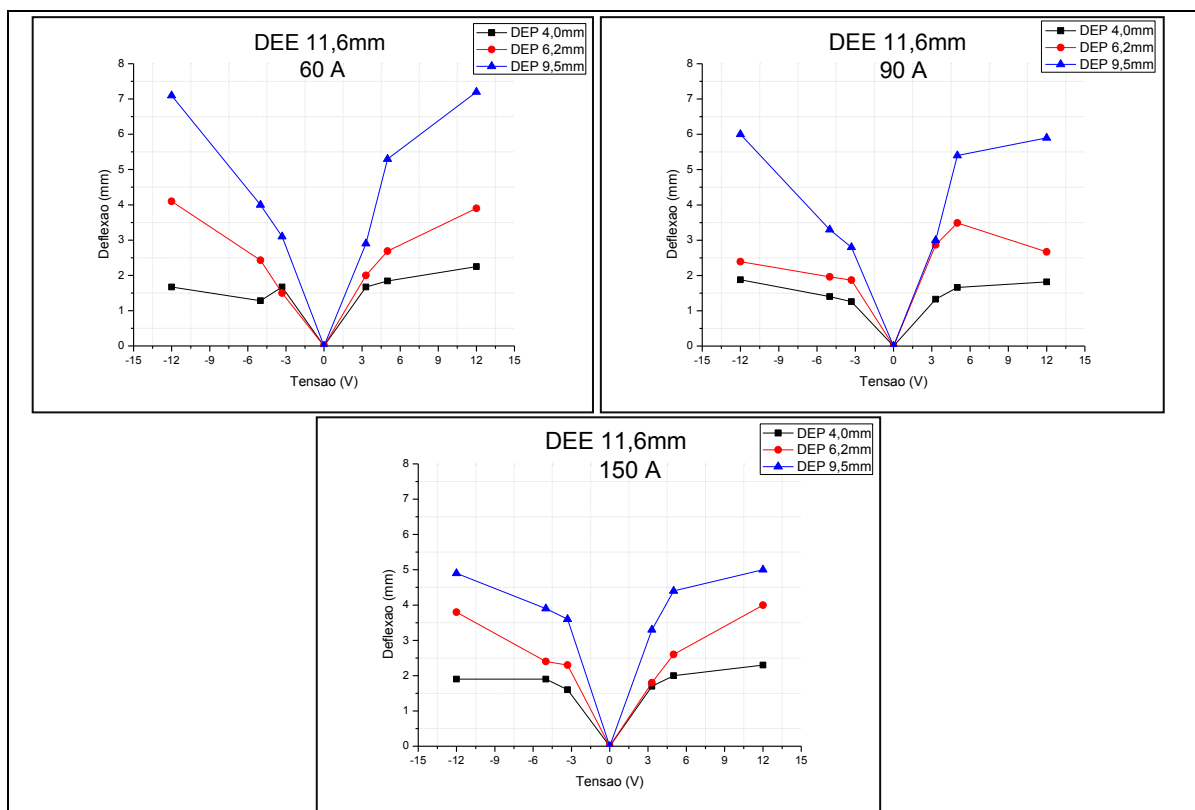 DEE 11,6mm
60 A
DEP 4,0mm
DEP 6,2mm
DEP 9,5mm
8
7
6
5
4
3
2
1
0
Deflexao (mm)
-15 -12 -9 -6 -3 0 3 6 9 12 15
Tensao (V)
DEE 11,6mm
90 A
DEP 4,0mm
DEP 6,2mm
DEP 9,5mm
8
7
6
5
4
3
2
1
0
Deflexao (mm)
-15 -12 -9 -6 -3 0 3 6 9 12 15
Tensao (V)
DEE 11,6mm
150 A
DEP 4,0mm
DEP 6,2mm
DEP 9,5mm
8
7
6
5
4
3
2
1
0
Deflexao (mm)
-15 -12 -9 -6 -3 0 3 6 9 12 15
Tensao (V)